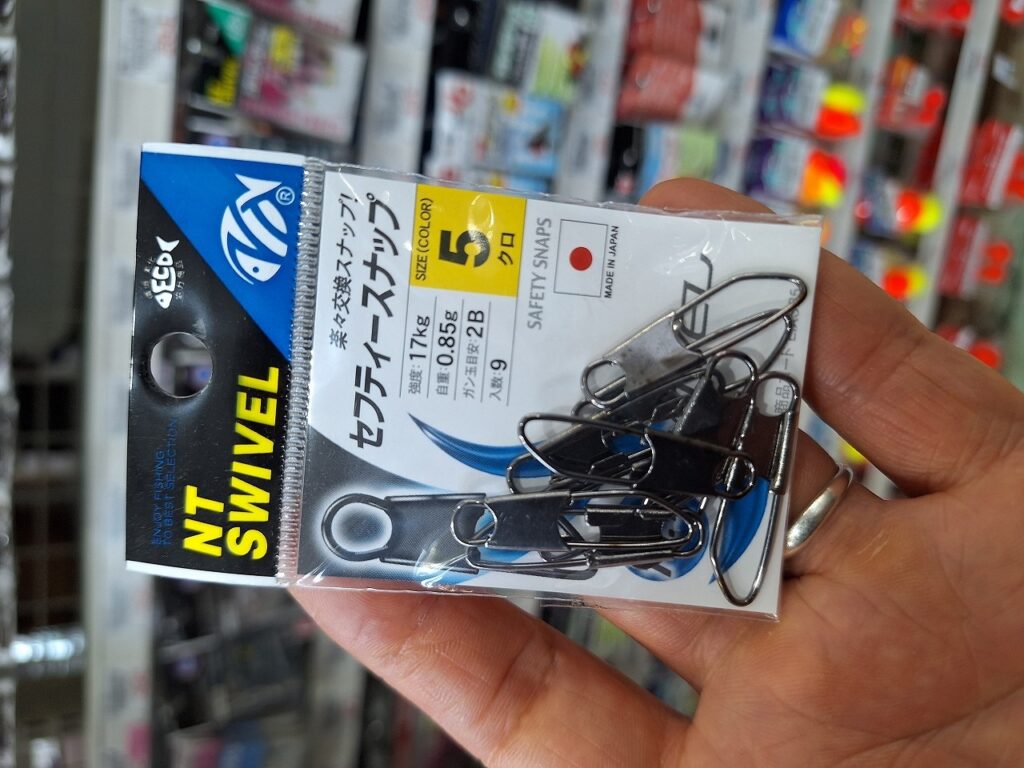 NT
SWIVEL
ENJOY FISHING
TO BEST SELECTION
®
楽々交換スナップ!
セフティースナップ
SIZE(COLOR)
5
クロ
強度:17kg
自重:0.85g
ガン玉目安:2B
入数:9
SAFETY SNAPS
MADE IN JAPAN